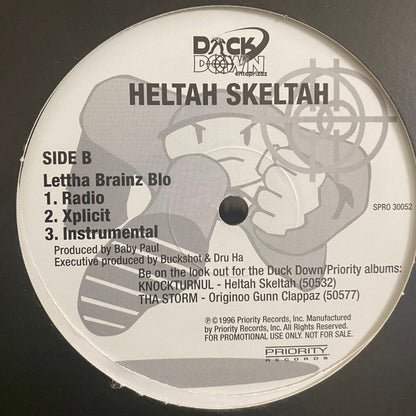 DUCK
DOWN
enterprizez
HELTAH SKELTAH
SIDE B
Lettha Brainz Blo
1. Radio
2. Xplicit
3. Instrumental
Produced by Baby Paul
Executive produced by Buckshot & Dru Ha
SPRO 30052
Be on the look out for the Duck Down/Priority albums:
KNOCKTURNUL - Heltah Skeltah (50532)
THA STORM - Originoo Gunn Clappaz (50577)
℗©1996 Priority Records, Inc. Manufactured
by Priority Records, Inc. All Rights Reserved.
FOR PROMOTIONAL USE ONLY. NOT FOR SALE.
PRIORITY
RECORDS